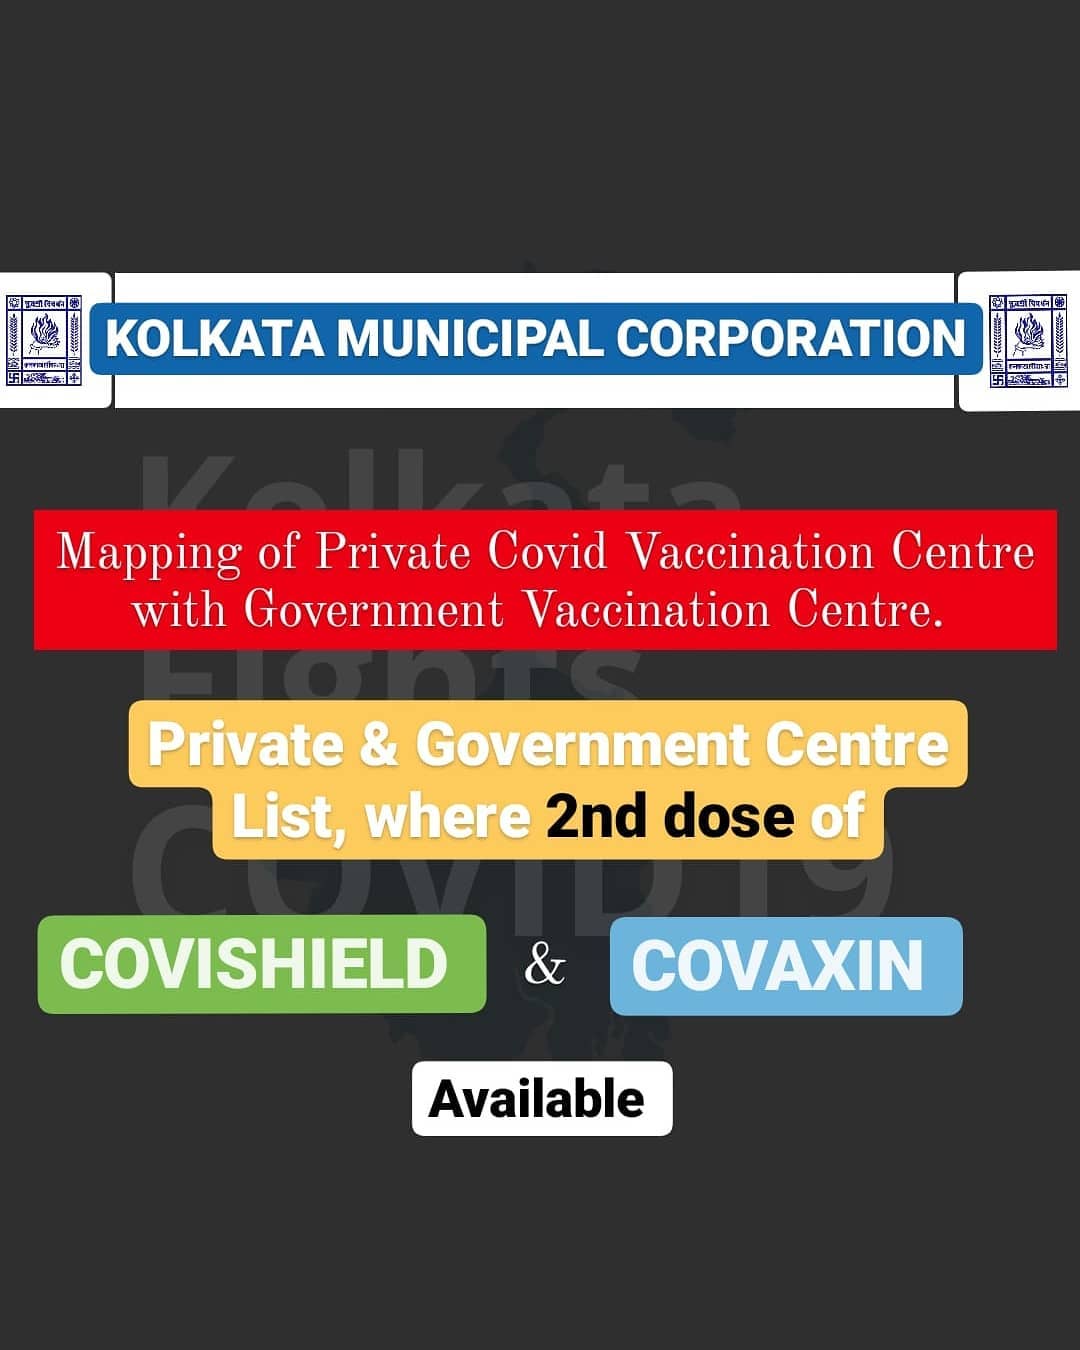 KOLKATA MUNICIPAL CORPORATION
Kolkata
Mapping of Private Covid Vaccination Centre
with Government Vaccination Centre.
Fights
Private & Government Centre
List, where 2nd dose of
COVID19
COVISHIELD & COVAXIN
Available